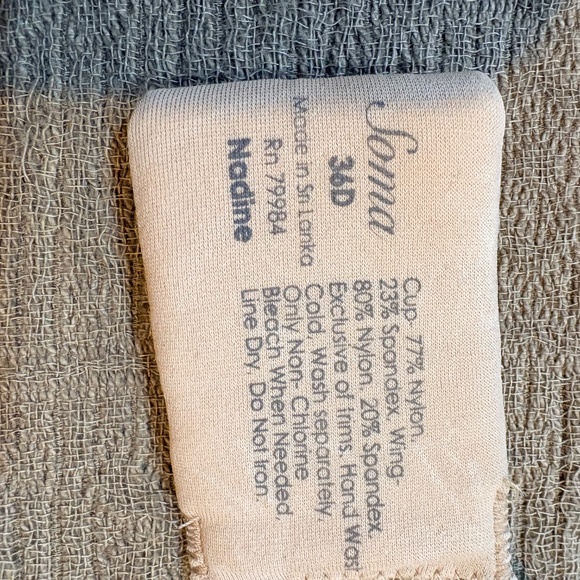 Soma
36D
Made in Sri Lanka
Rn 79984
Nadine
Cup- 77% Nylon.
23% Spandex. Wing-
80% Nylon. 20% Spandex.
Exclusive of trims. Hand Was
Cold. Wash separately.
Only Non- Chlorine
Bleach When Needed.
Line Dry. Do Not Iron.